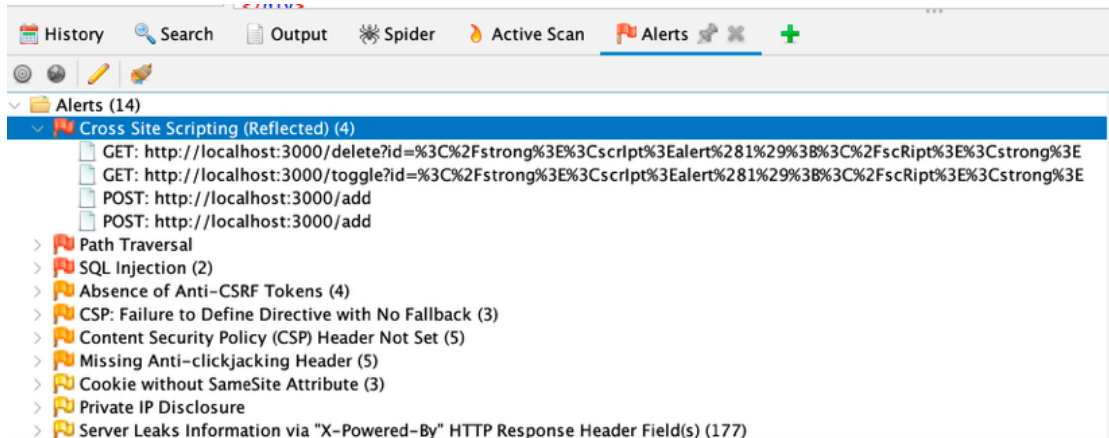 </div>
History Search Output Spider Active Scan Alerts
Alerts (14)
Cross Site Scripting (Reflected) (4)
GET: http://localhost:3000/delete?id=%3C%2Fstrong%3E%3CscrIpt%3Ealert%281%29%3B%3C%2FscRipt%3E%3Cstrong%3E
GET: http://localhost:3000/toggle?id=%3C%2Fstrong%3E%3CscrIpt%3Ealert%281%29%3B%3C%2FscRipt%3E%3Cstrong%3E
POST: http://localhost:3000/add
POST: http://localhost:3000/add
Path Traversal
SQL Injection (2)
Absence of Anti-CSRF Tokens (4)
CSP: Failure to Define Directive with No Fallback (3)
Content Security Policy (CSP) Header Not Set (5)
Missing Anti-clickjacking Header (5)
Cookie without SameSite Attribute (3)
Private IP Disclosure
Server Leaks Information via "X-Powered-By" HTTP Response Header Field(s) (177)